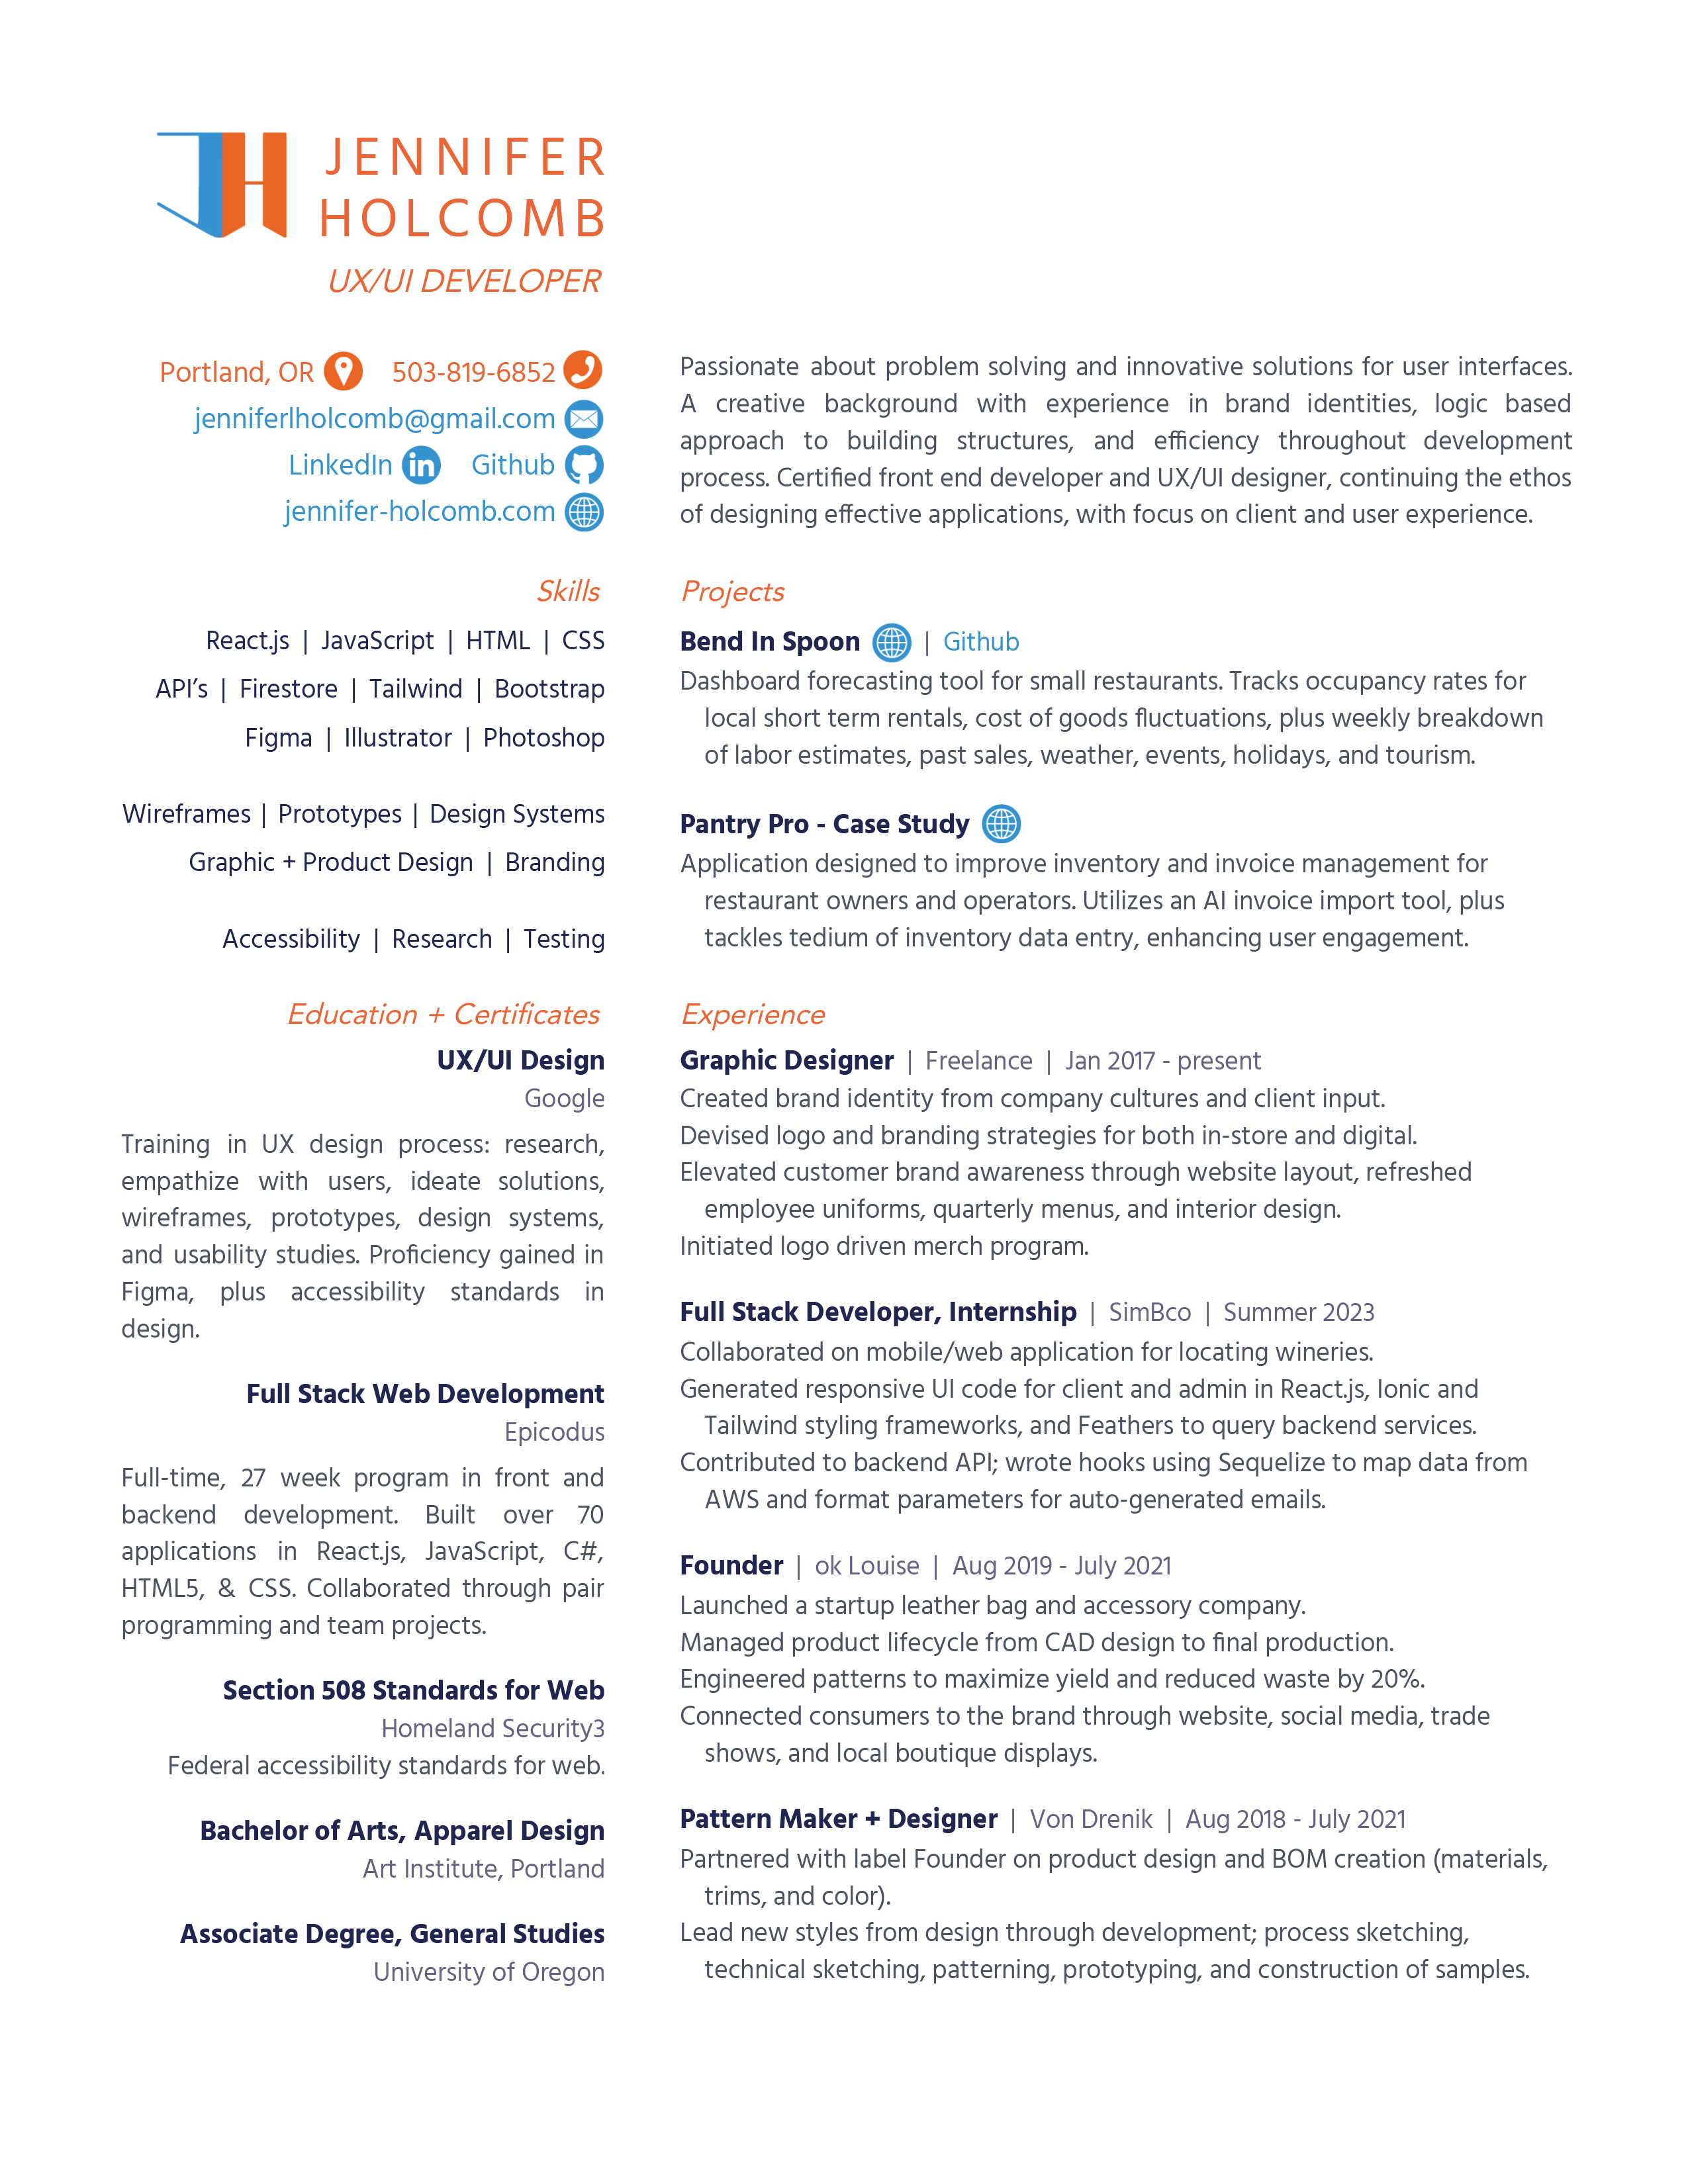 JH
JENNIFER
HOLCOMB
UX/UI DEVELOPER
Portland, OR 503-819-6852
jenniferlholcomb@gmail.com
LinkedIn in Github
jennifer-holcomb.com
Skills
React.js | JavaScript | HTML | CSS
API’s | Firestore | Tailwind | Bootstrap
Figma | Illustrator | Photoshop
Wireframes | Prototypes | Design Systems
Graphic + Product Design | Branding
Accessibility | Research | Testing
Education + Certificates
UX/UI Design
Google
Training in UX design process: research,
empathize with users, ideate solutions,
wireframes, prototypes, design systems,
and usability studies. Proficiency gained in
Figma, plus accessibility standards in
design.
Full Stack Web Development
Epicodus
Full-time, 27 week program in front and
backend development. Built over 70
applications in React.js, JavaScript, C#,
HTML5, & CSS. Collaborated through pair
programming and team projects.
Section 508 Standards for Web
Homeland Security3
Federal accessibility standards for web.
Bachelor of Arts, Apparel Design
Art Institute, Portland
Associate Degree, General Studies
University of Oregon
Passionate about problem solving and innovative solutions for user interfaces.
A creative background with experience in brand identities, logic based
approach to building structures, and efficiency throughout development
process. Certified front end developer and UX/UI designer, continuing the ethos
of designing effective applications, with focus on client and user experience.
Projects
Bend In Spoon | Github
Dashboard forecasting tool for small restaurants. Tracks occupancy rates for
local short term rentals, cost of goods fluctuations, plus weekly breakdown
of labor estimates, past sales, weather, events, holidays, and tourism.
Pantry Pro - Case Study
Application designed to improve inventory and invoice management for
restaurant owners and operators. Utilizes an AI invoice import tool, plus
tackles tedium of inventory data entry, enhancing user engagement.
Experience
Graphic Designer | Freelance | Jan 2017 - present
Created brand identity from company cultures and client input.
Devised logo and branding strategies for both in-store and digital.
Elevated customer brand awareness through website layout, refreshed
employee uniforms, quarterly menus, and interior design.
Initiated logo driven merch program.
Full Stack Developer, Internship | SimBco | Summer 2023
Collaborated on mobile/web application for locating wineries.
Generated responsive UI code for client and admin in React.js, Ionic and
Tailwind styling frameworks, and Feathers to query backend services.
Contributed to backend API; wrote hooks using Sequelize to map data from
AWS and format parameters for auto-generated emails.
Founder | ok Louise | Aug 2019 - July 2021
Launched a startup leather bag and accessory company.
Managed product lifecycle from CAD design to final production.
Engineered patterns to maximize yield and reduced waste by 20%.
Connected consumers to the brand through website, social media, trade
shows, and local boutique displays.
Pattern Maker + Designer | Von Drenik | Aug 2018 - July 2021
Partnered with label Founder on product design and BOM creation (materials,
trims, and color).
Lead new styles from design through development; process sketching,
technical sketching, patterning, prototyping, and construction of samples.